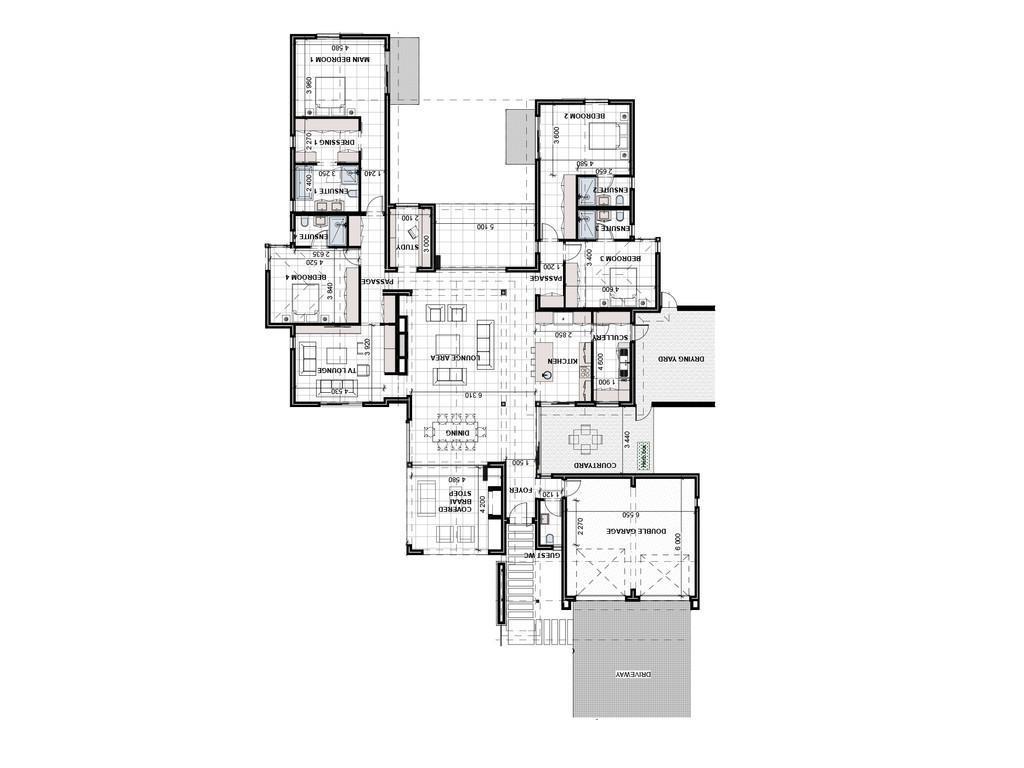 4 580
MAIN BEDROOM 1
3 960
2 270
DRESSING 1
3 250
ENSUITE 1
2 400
1 240
ENSUITE 4
2 635
4 520
BEDROOM 4
3 840
PASSAGE
3 920
TV LOUNGE
4 530
2 100
STUDY
3 000
5 100
BEDROOM 2
3 600
4 580
2 650
ENSUITE 2
ENSUITE 3
3 400
BEDROOM 3
1 200
PASSAGE
4 600
LOUNGE AREA
6 310
2 850
KITCHEN
SCULLERY
4 600
1 900
DRYING YARD
DINING
3 440
COURTYARD
1 500
FOYER
4 580
COVERED
BRAAI
STOEP
4 200
1 120
GUEST WC
6 550
2 270
DOUBLE GARAGE
6 000
DRIVEWAY